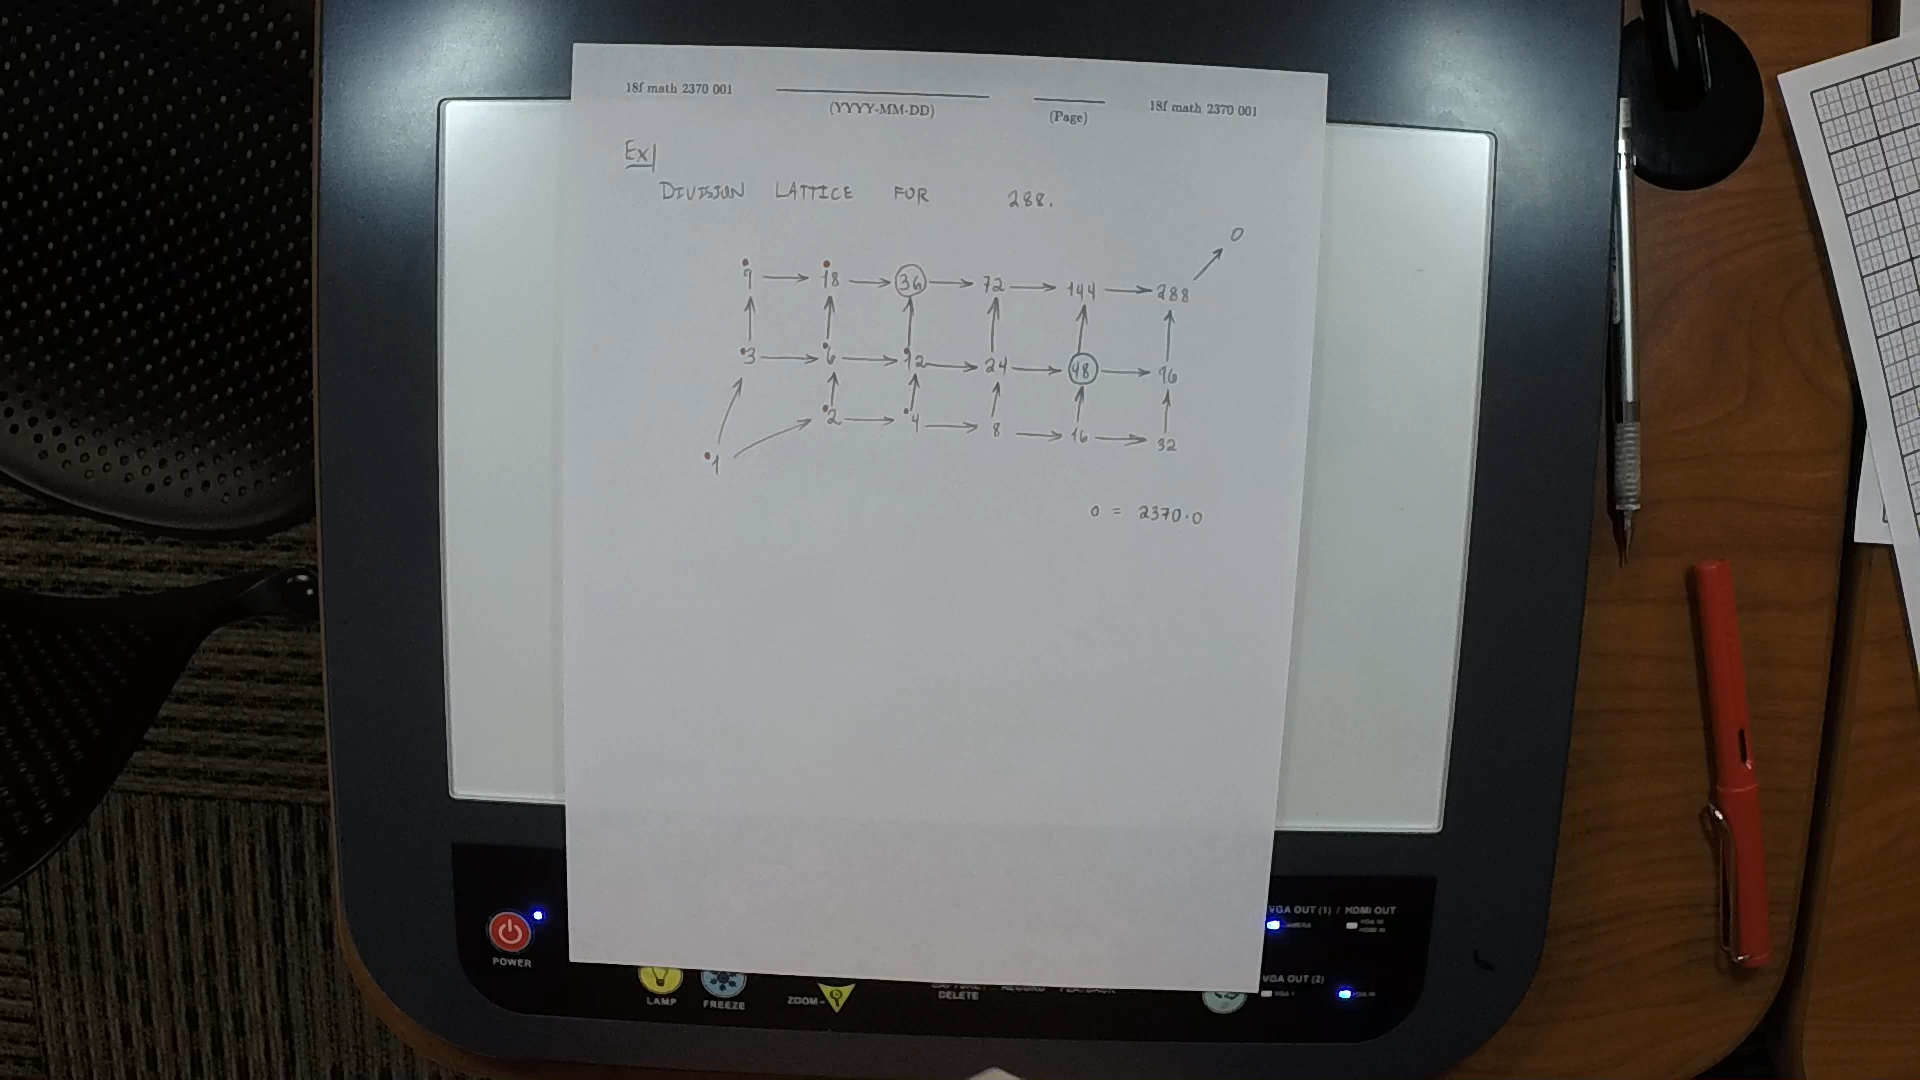 18f math 2370 001 (YYYY-MM-DD) (Page) 18f math 2370 001
Ex
DIVISION LATTICE FOR 288.
0
9 → 18 → 36 → 72 → 144 → 288
3 → 6 → 12 → 24 → 48 → 96
2 → 4 → 8 → 16 → 32
1
0 = 2370·0
VGA OUT (1) / HDMI OUT
POWER
VGA OUT (2)
LAMP FREEZE ZOOM- DELETE